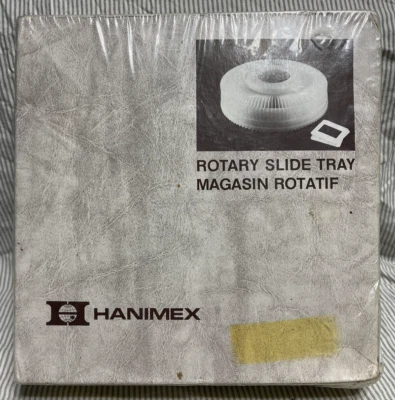 ROTARY SLIDE TRAY
MAGASIN ROTATIF
HANIMEX